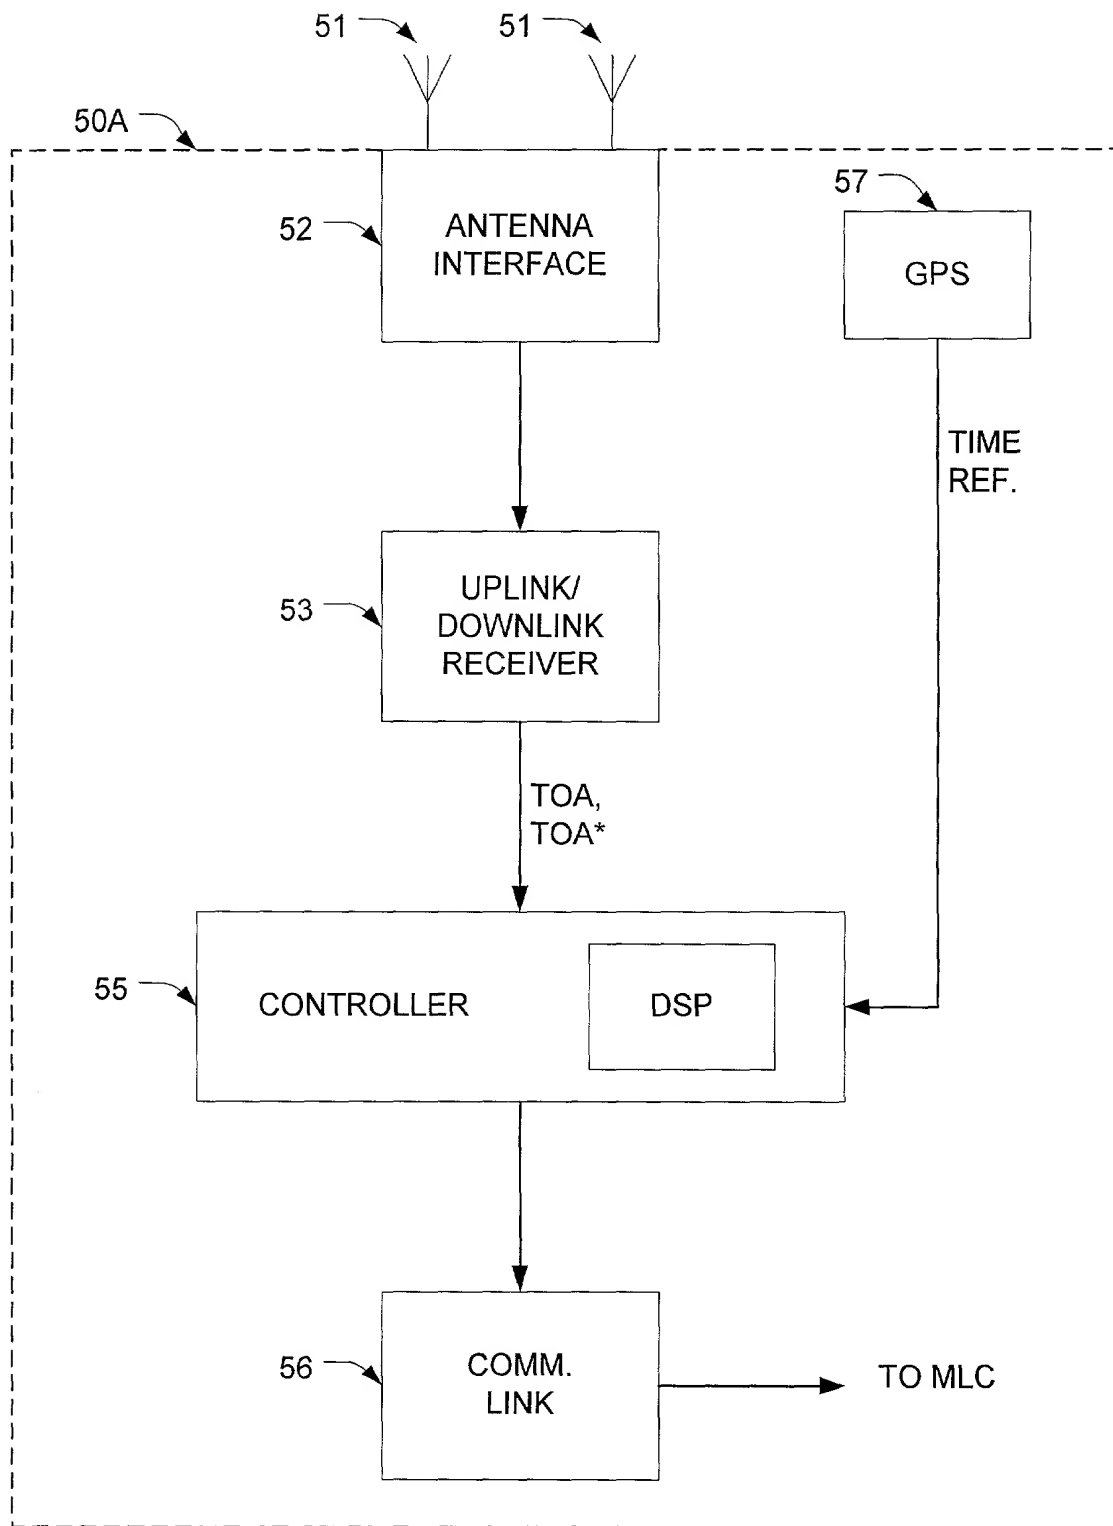 51
51
50A
57
52
ANTENNA
INTERFACE
GPS
TIME
REF.
53
UPLINK/
DOWNLINK
RECEIVER
TOA,
TOA*
55
CONTROLLER
DSP
56
COMM.
LINK
TO MLC